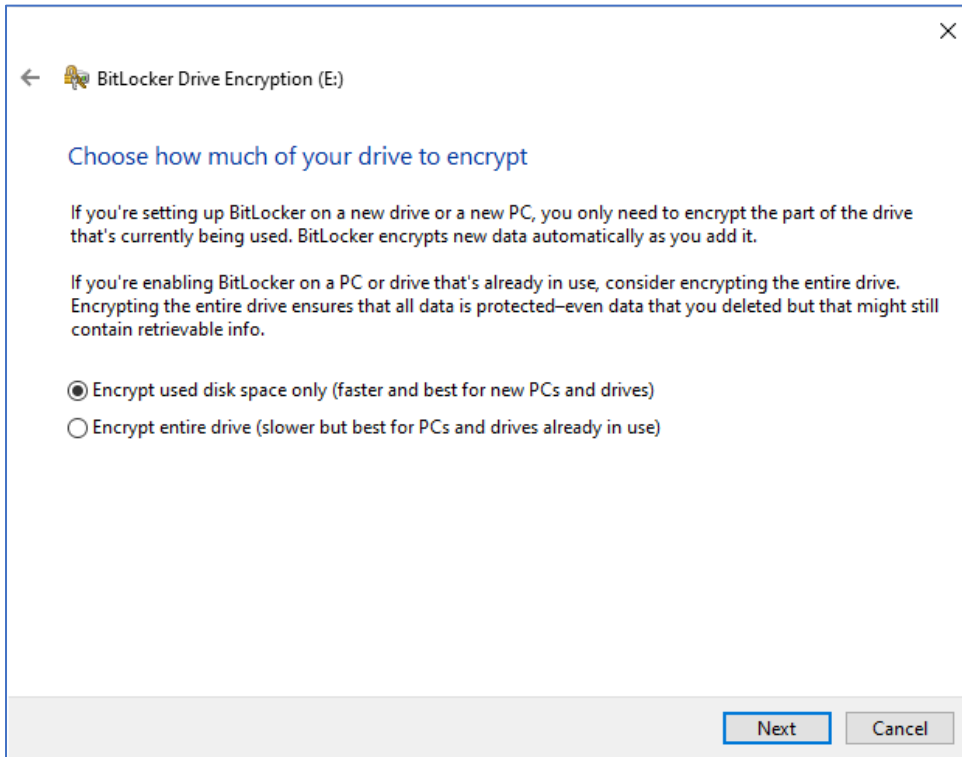 BitLocker Drive Encryption (E:)
Choose how much of your drive to encrypt
If you're setting up BitLocker on a new drive or a new PC, you only need to encrypt the part of the drive
that's currently being used. BitLocker encrypts new data automatically as you add it.
If you're enabling BitLocker on a PC or drive that's already in use, consider encrypting the entire drive.
Encrypting the entire drive ensures that all data is protected–even data that you deleted but that might still
contain retrievable info.
Encrypt used disk space only (faster and best for new PCs and drives)
Encrypt entire drive (slower but best for PCs and drives already in use)
Next Cancel